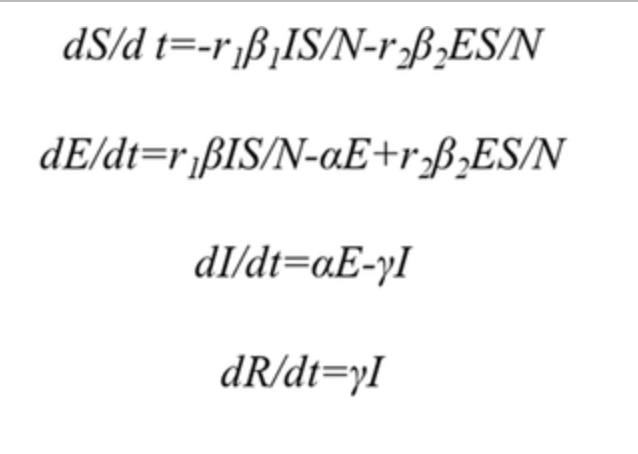 dS/d t=-r₁β₁IS/N-r₂β₂ES/N
dE/dt=r₁βIS/N-αE+r₂β₂ES/N
dI/dt=αE-γI
dR/dt=γI